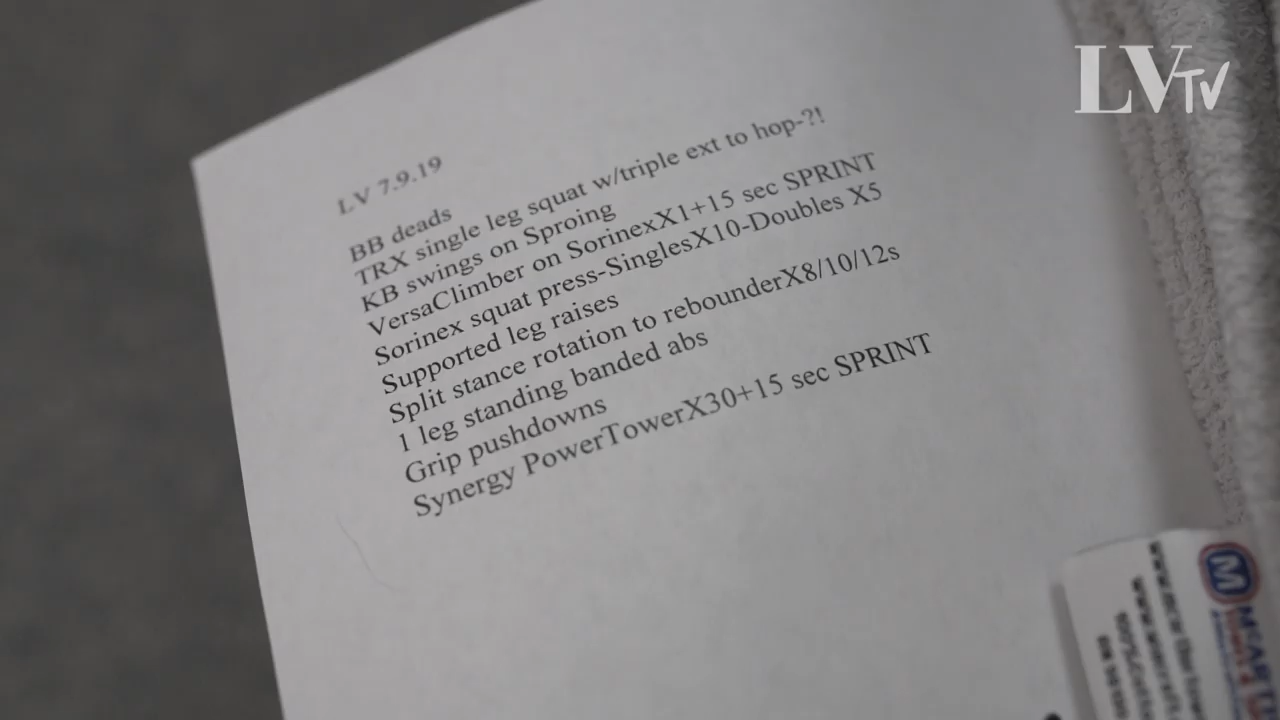 LVTV
LV 7.9.19
BB deads
TRX single leg squat w/triple ext to hop-?!
KB swings on Sproing
VersaClimber on SorinexX1+15 sec SPRINT
Sorinex squat press-SinglesX10-Doubles X5
Supported leg raises
Split stance rotation to rebounderX8/10/12s
1 leg standing banded abs
Grip pushdowns
Synergy PowerTowerX30+15 sec SPRINT
M